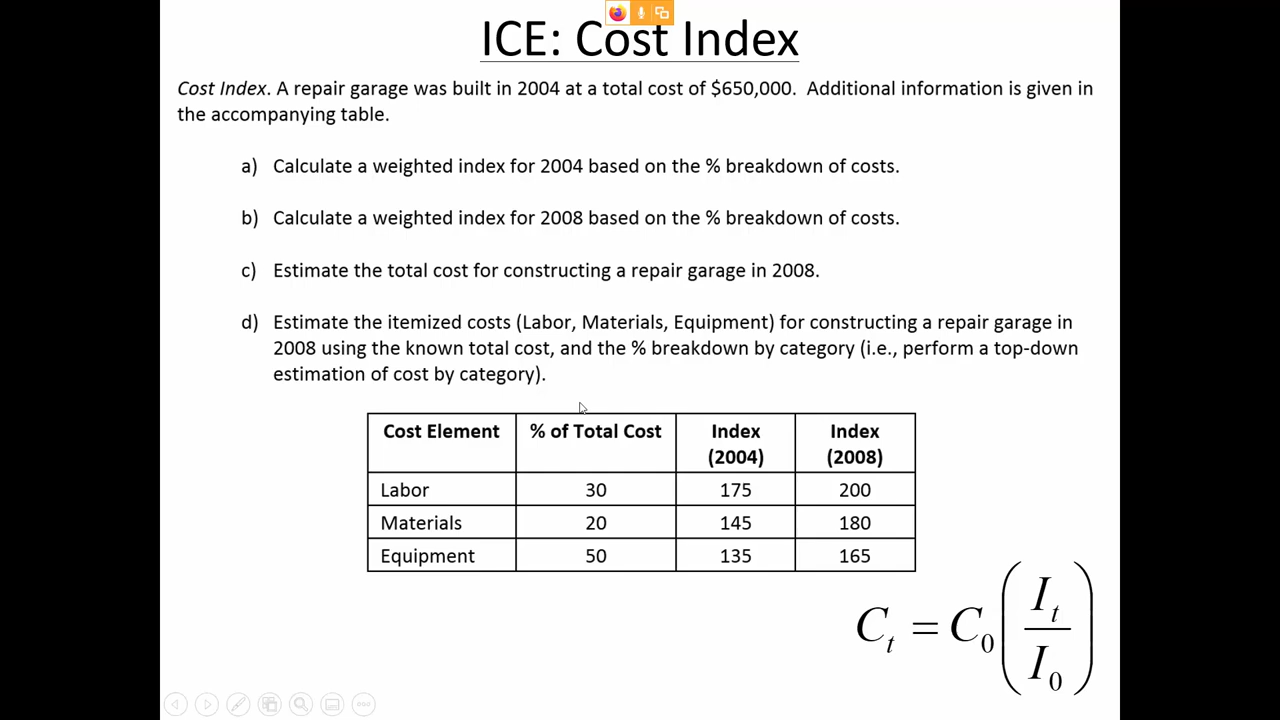 ICE: Cost Index
Cost Index. A repair garage was built in 2004 at a total cost of $650,000. Additional information is given in
the accompanying table.
a) Calculate a weighted index for 2004 based on the % breakdown of costs.
b) Calculate a weighted index for 2008 based on the % breakdown of costs.
c) Estimate the total cost for constructing a repair garage in 2008.
d) Estimate the itemized costs (Labor, Materials, Equipment) for constructing a repair garage in
2008 using the known total cost, and the % breakdown by category (i.e., perform a top-down
estimation of cost by category).
Cost Element % of Total Cost Index (2004) Index (2008)
Labor 30 175 200
Materials 20 145 180
Equipment 50 135 165
C_t = C_0 (I_t / I_0)